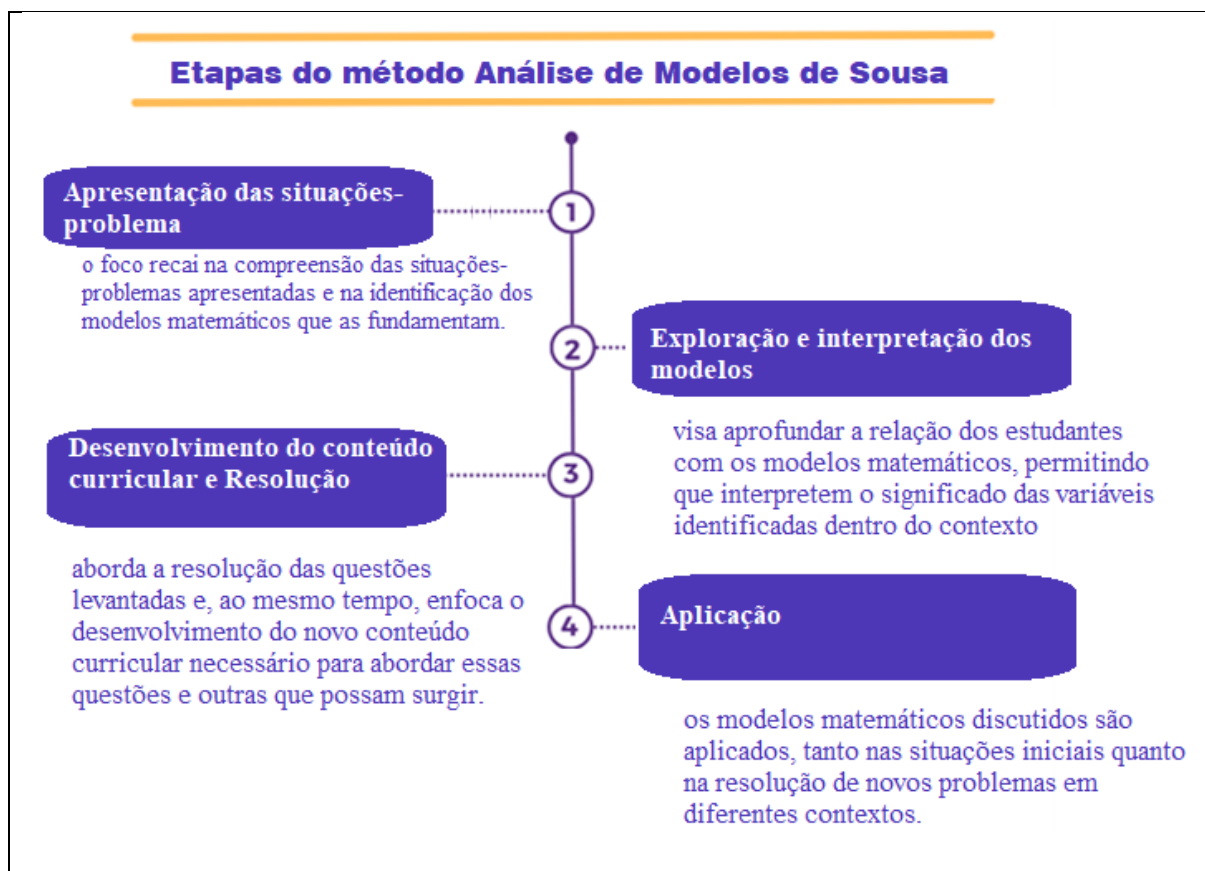 Etapas do método Análise de Modelos de Sousa
1
Apresentação das situações-
problema
o foco recai na compreensão das situações-
problemas apresentadas e na identificação dos
modelos matemáticos que as fundamentam.
2
Exploração e interpretação dos
modelos
visa aprofundar a relação dos estudantes
com os modelos matemáticos, permitindo
que interpretem o significado das variáveis
identificadas dentro do contexto
3
Desenvolvimento do conteúdo
curricular e Resolução
aborda a resolução das questões
levantadas e, ao mesmo tempo, enfoca o
desenvolvimento do novo conteúdo
curricular necessário para abordar essas
questões e outras que possam surgir.
4
Aplicação
os modelos matemáticos discutidos são
aplicados, tanto nas situações iniciais quanto
na resolução de novos problemas em
diferentes contextos.